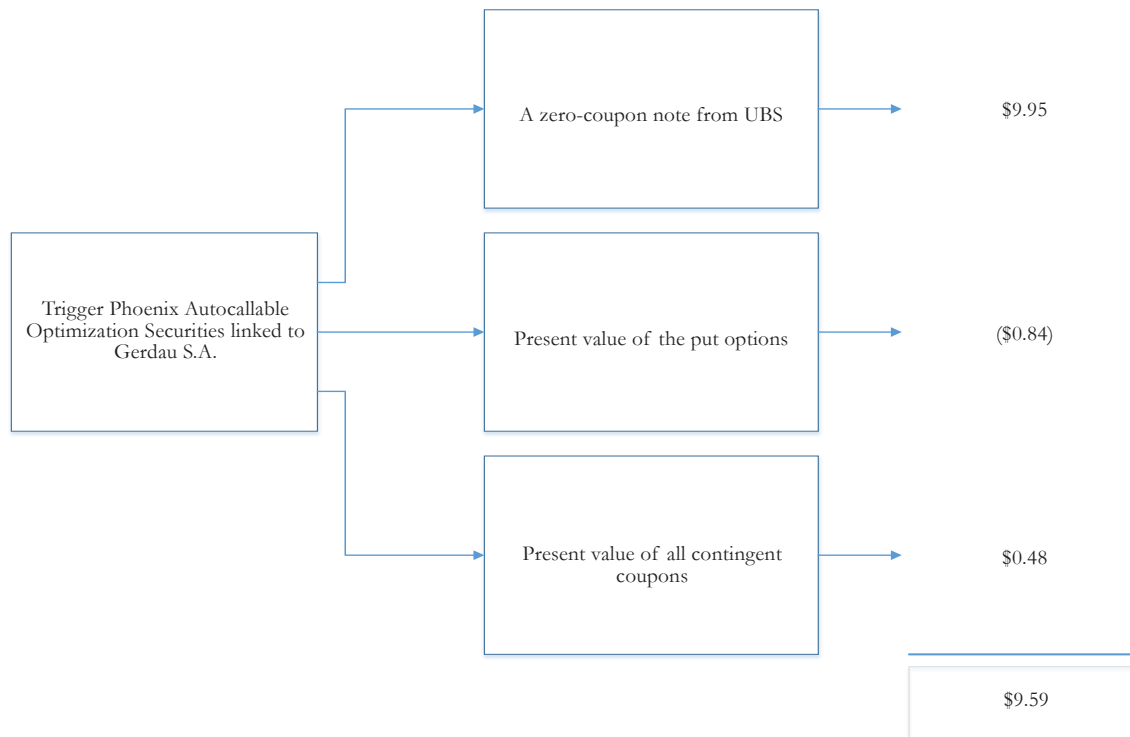 A zero-coupon note from UBS
$9.95
Trigger Phoenix Autocallable
Optimization Securities linked to
Gerdau S.A.
Present value of the put options
($0.84)
Present value of all contingent
coupons
$0.48
$9.59